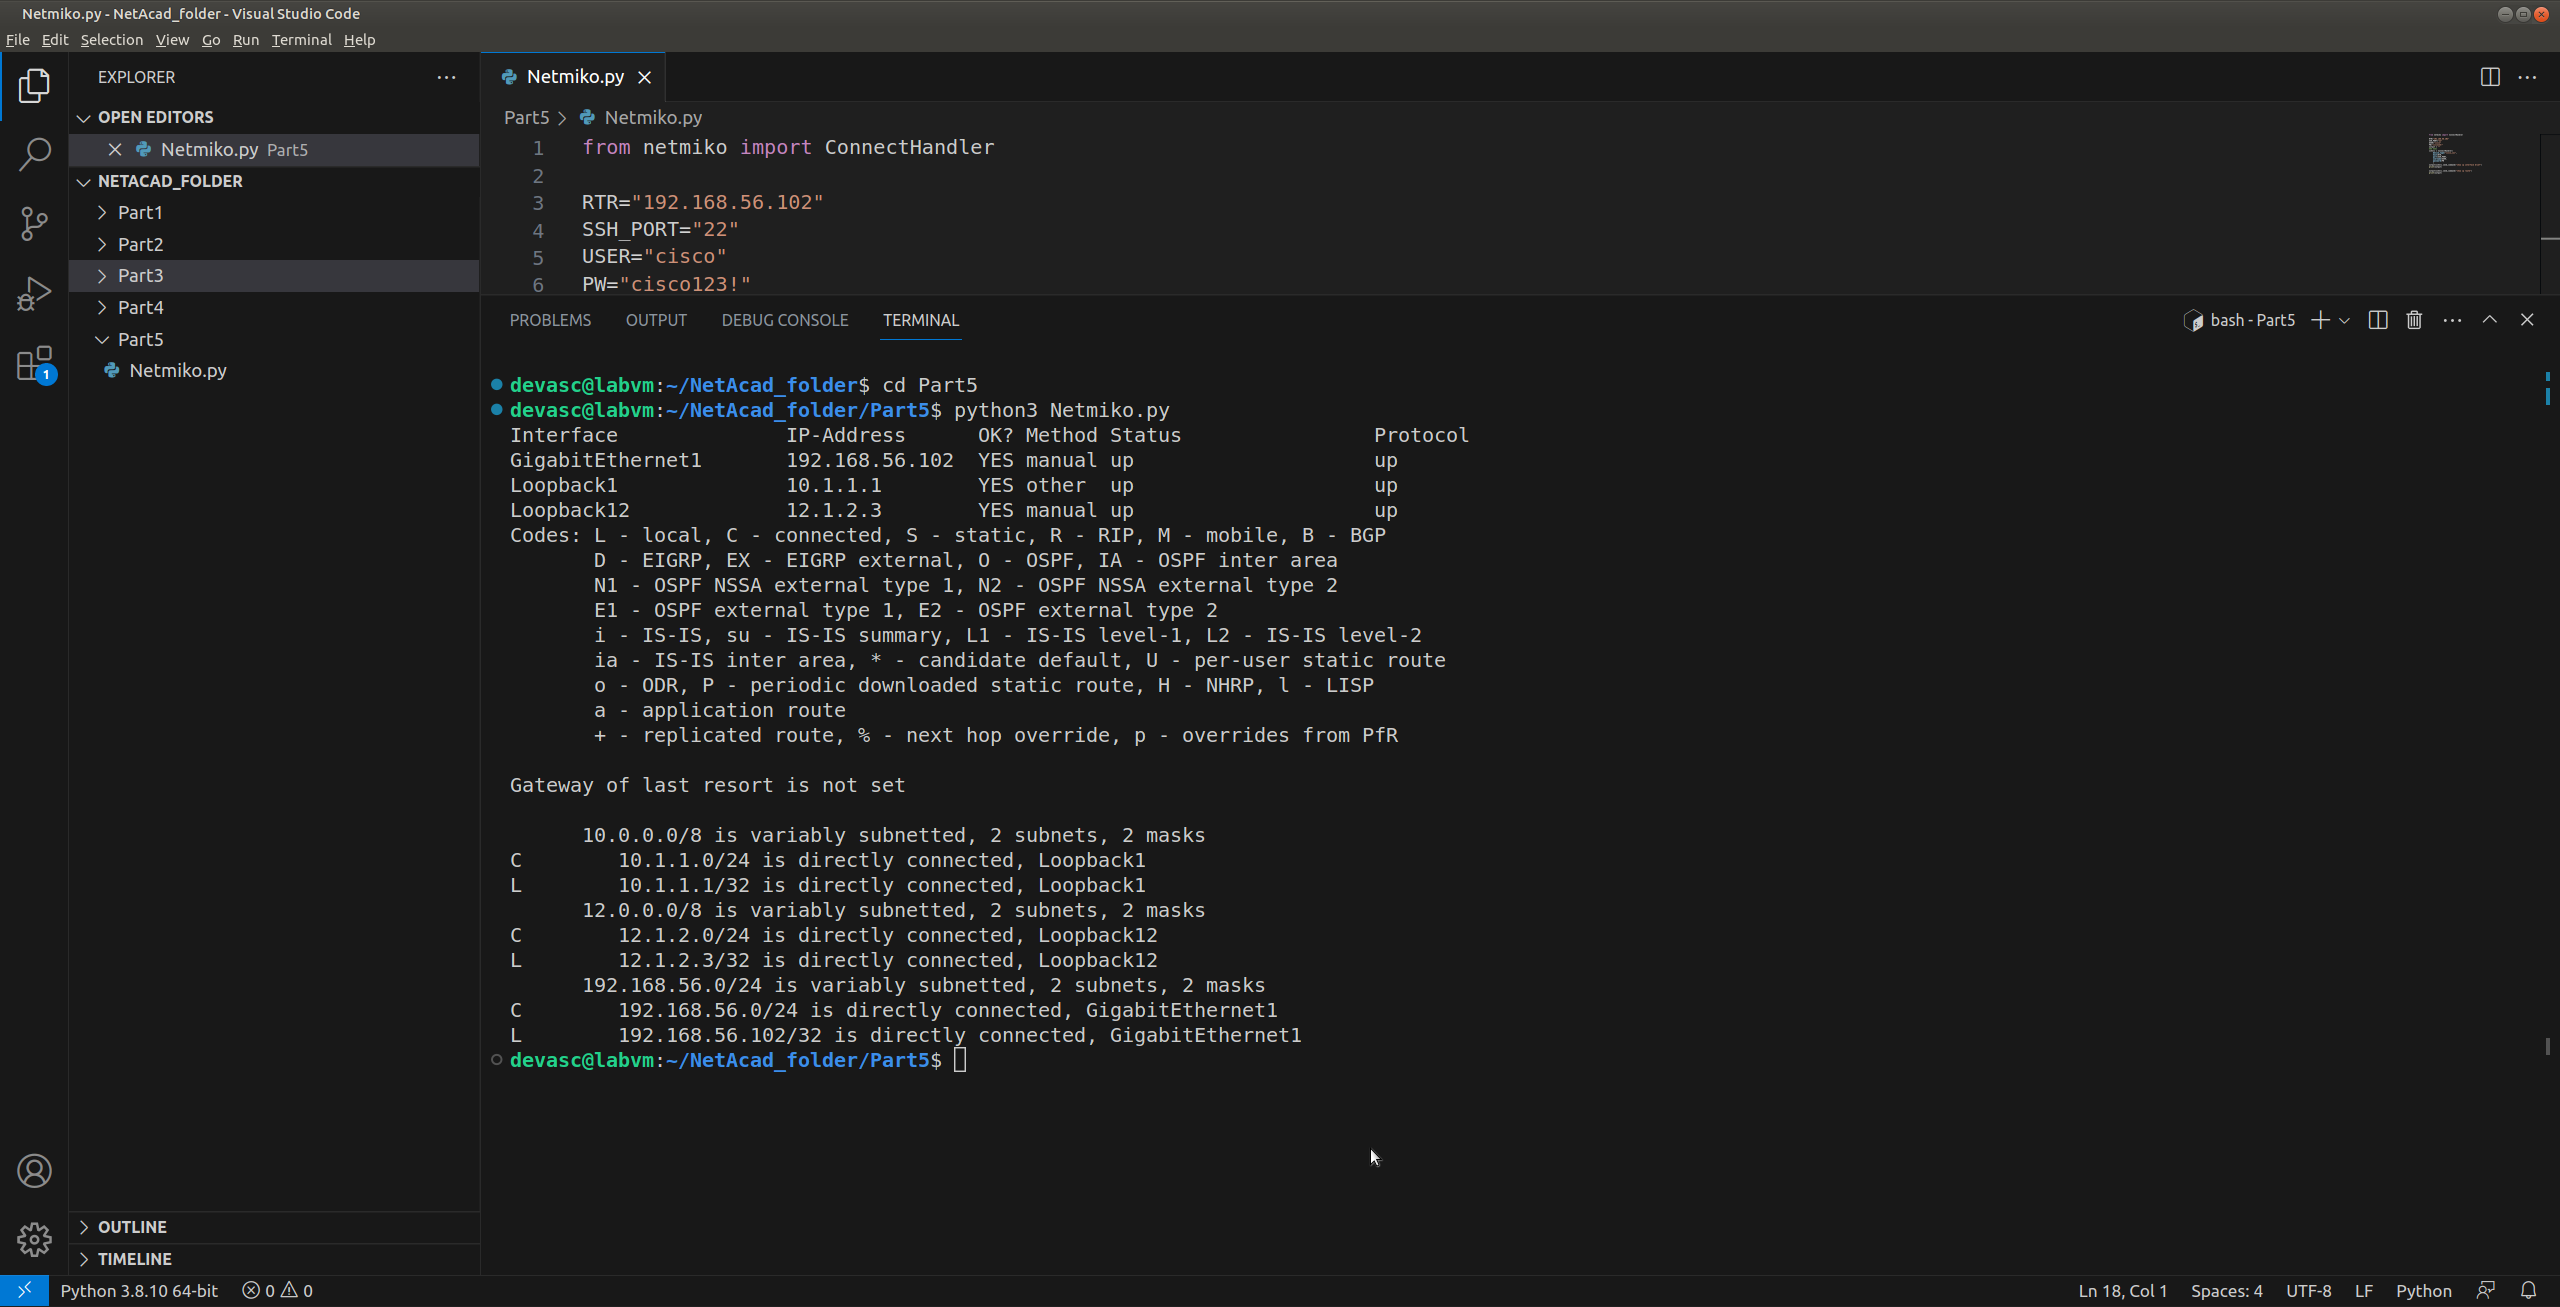 Netmiko.py - NetAcad_folder - Visual Studio Code
File Edit Selection View Go Run Terminal Help
EXPLORER
OPEN EDITORS
Netmiko.py Part5
NETACAD_FOLDER
Part1
Part2
Part3
Part4
Part5
Netmiko.py
1
OUTLINE
TIMELINE
Netmiko.py
Part5 > Netmiko.py
1 from netmiko import ConnectHandler
2
3 RTR="192.168.56.102"
4 SSH_PORT="22"
5 USER="cisco"
6 PW="cisco123!"
PROBLEMS OUTPUT DEBUG CONSOLE TERMINAL
bash - Part5
devasc@labvm:~/NetAcad_folder$ cd Part5
devasc@labvm:~/NetAcad_folder/Part5$ python3 Netmiko.py
Interface              IP-Address      OK? Method Status                Protocol
GigabitEthernet1       192.168.56.102  YES manual up                    up
Loopback1              10.1.1.1        YES other  up                    up
Loopback12             12.1.2.3        YES manual up                    up
Codes: L - local, C - connected, S - static, R - RIP, M - mobile, B - BGP
       D - EIGRP, EX - EIGRP external, O - OSPF, IA - OSPF inter area
       N1 - OSPF NSSA external type 1, N2 - OSPF NSSA external type 2
       E1 - OSPF external type 1, E2 - OSPF external type 2
       i - IS-IS, su - IS-IS summary, L1 - IS-IS level-1, L2 - IS-IS level-2
       ia - IS-IS inter area, * - candidate default, U - per-user static route
       o - ODR, P - periodic downloaded static route, H - NHRP, l - LISP
       a - application route
       + - replicated route, % - next hop override, p - overrides from PfR
Gateway of last resort is not set
      10.0.0.0/8 is variably subnetted, 2 subnets, 2 masks
C        10.1.1.0/24 is directly connected, Loopback1
L        10.1.1.1/32 is directly connected, Loopback1
      12.0.0.0/8 is variably subnetted, 2 subnets, 2 masks
C        12.1.2.0/24 is directly connected, Loopback12
L        12.1.2.3/32 is directly connected, Loopback12
      192.168.56.0/24 is variably subnetted, 2 subnets, 2 masks
C        192.168.56.0/24 is directly connected, GigabitEthernet1
L        192.168.56.102/32 is directly connected, GigabitEthernet1
devasc@labvm:~/NetAcad_folder/Part5$
Python 3.8.10 64-bit 0 0 Ln 18, Col 1 Spaces: 4 UTF-8 LF Python